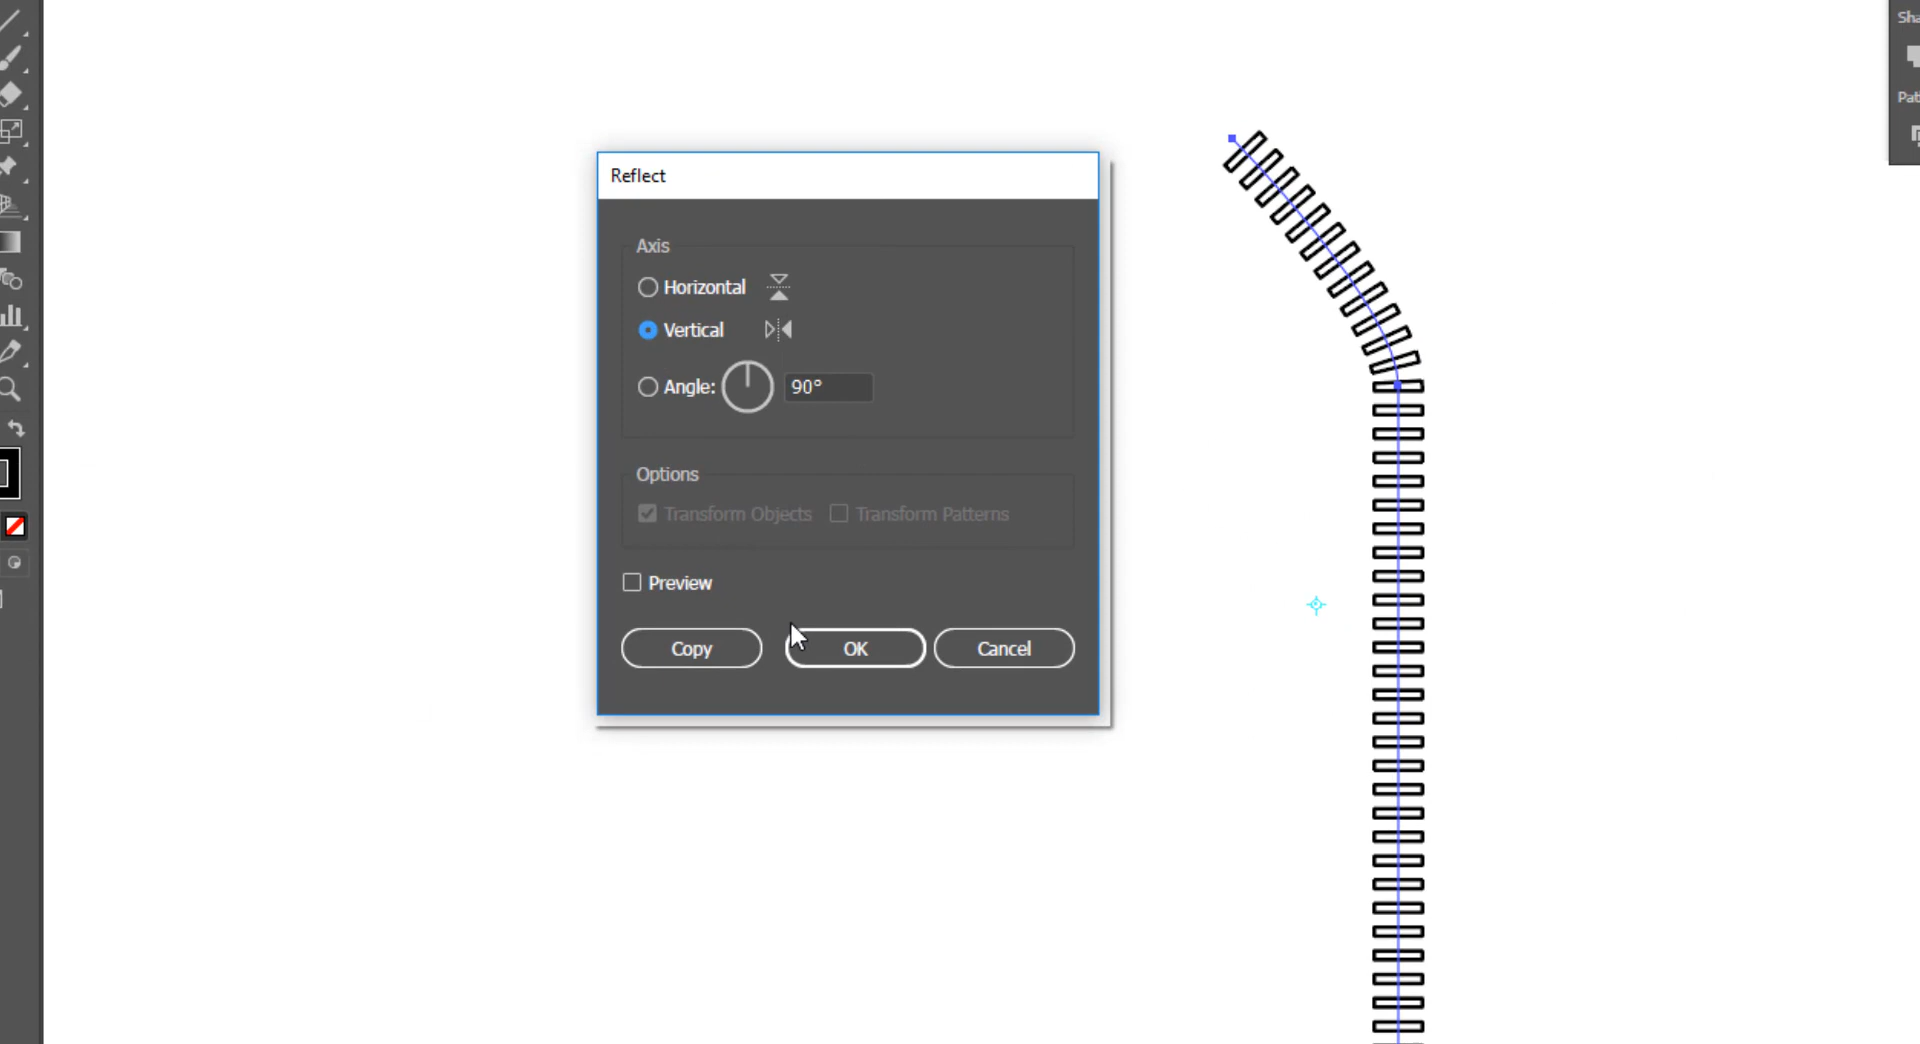 Reflect
Axis
Horizontal
Vertical
Angle: 90°
Options
Transform Objects Transform Patterns
Preview
Copy OK Cancel